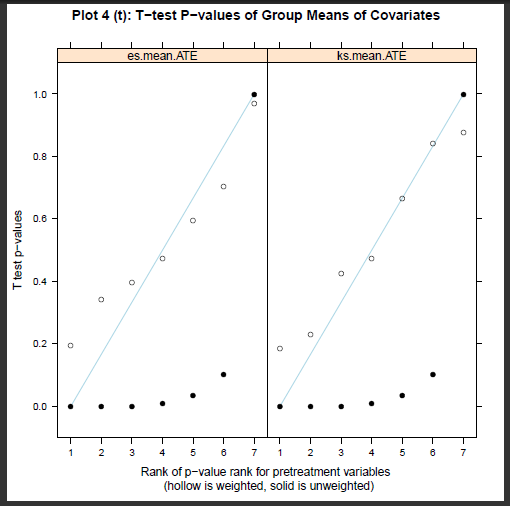 Plot 4 (t): T−test P−values of Group Means of Covariates
es.mean.ATE ks.mean.ATE
1.0
0.8
0.6
0.4
0.2
0.0
T test p−values
1 2 3 4 5 6 7 1 2 3 4 5 6 7
Rank of p−value rank for pretreatment variables
(hollow is weighted, solid is unweighted)